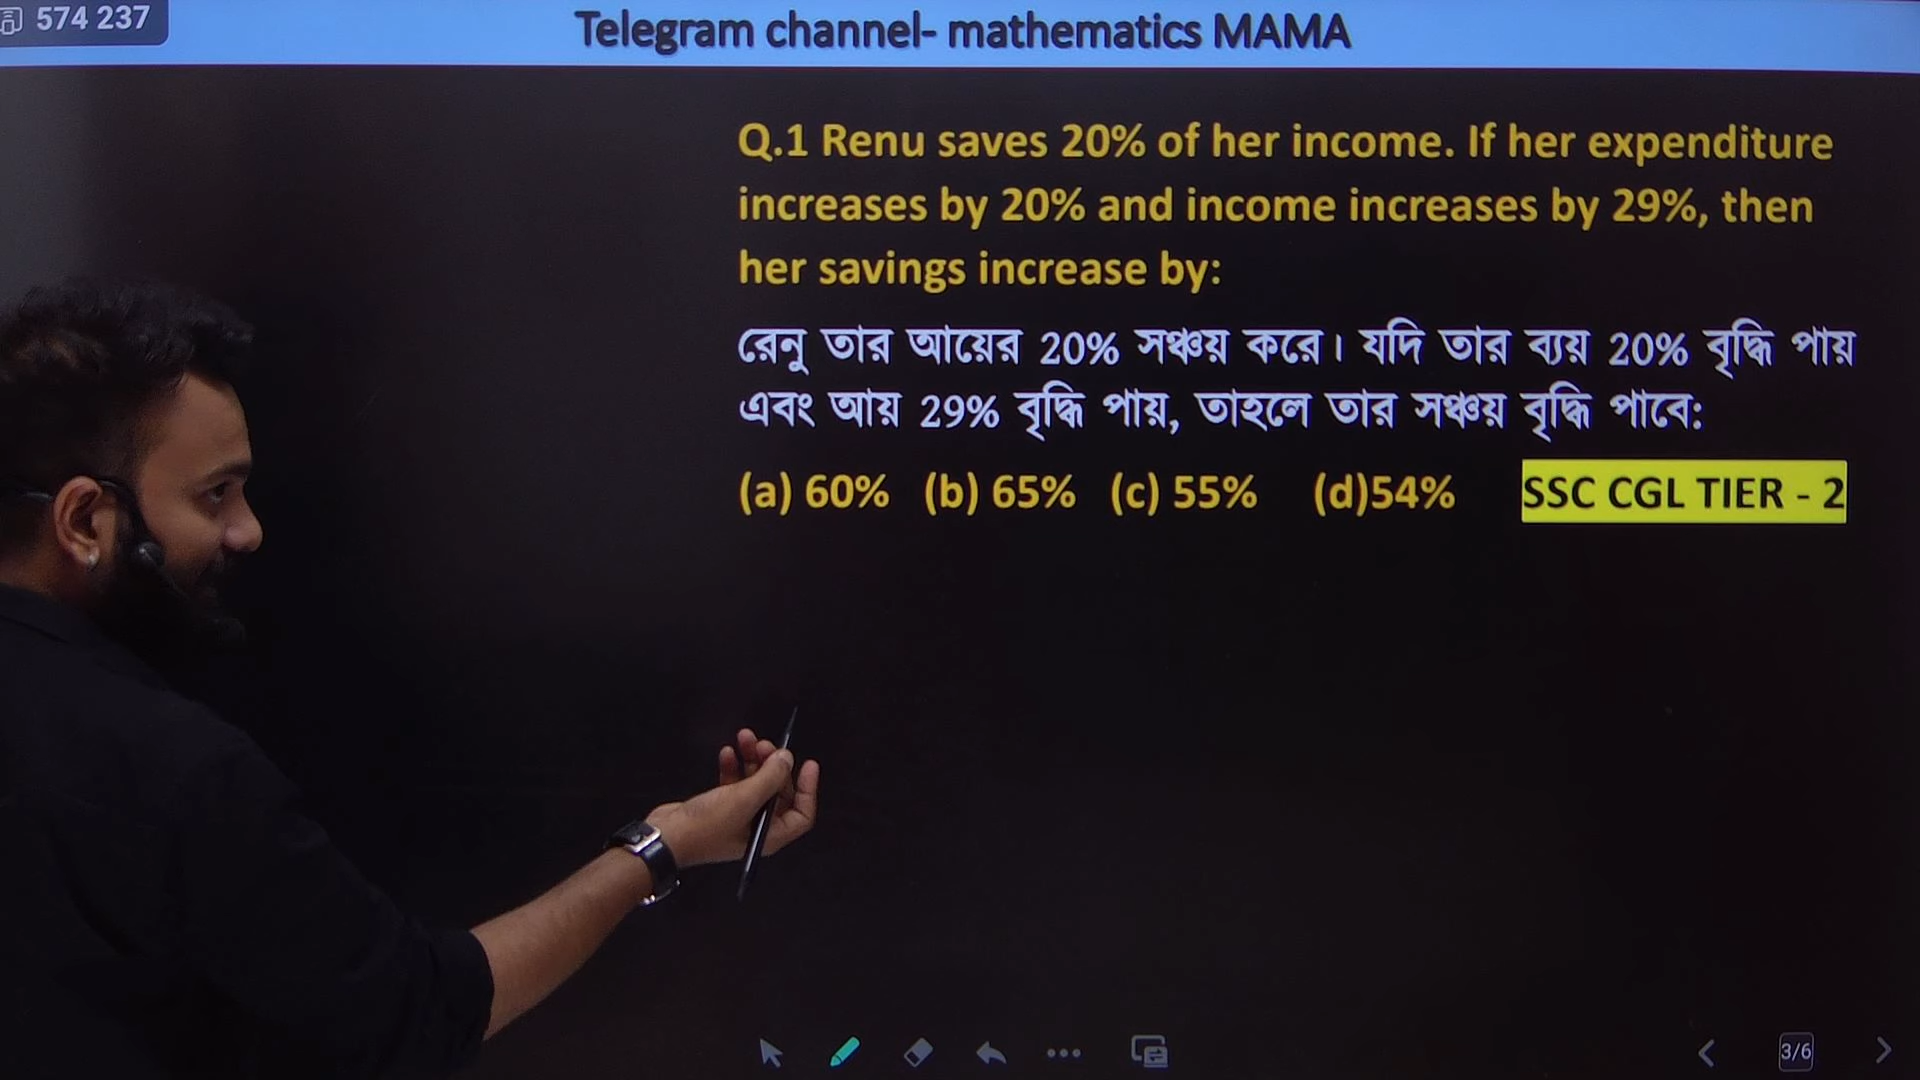 574 237
Telegram channel- mathematics MAMA
Q.1 Renu saves 20% of her income. If her expenditure
increases by 20% and income increases by 29%, then
her savings increase by:
রেনু তার আয়ের 20% সঞ্চয় করে। যদি তার ব্যয় 20% বৃদ্ধি পায়
এবং আয় 29% বৃদ্ধি পায়, তাহলে তার সঞ্চয় বৃদ্ধি পাবে:
(a) 60% (b) 65% (c) 55% (d)54% SSC CGL TIER - 2
3/6